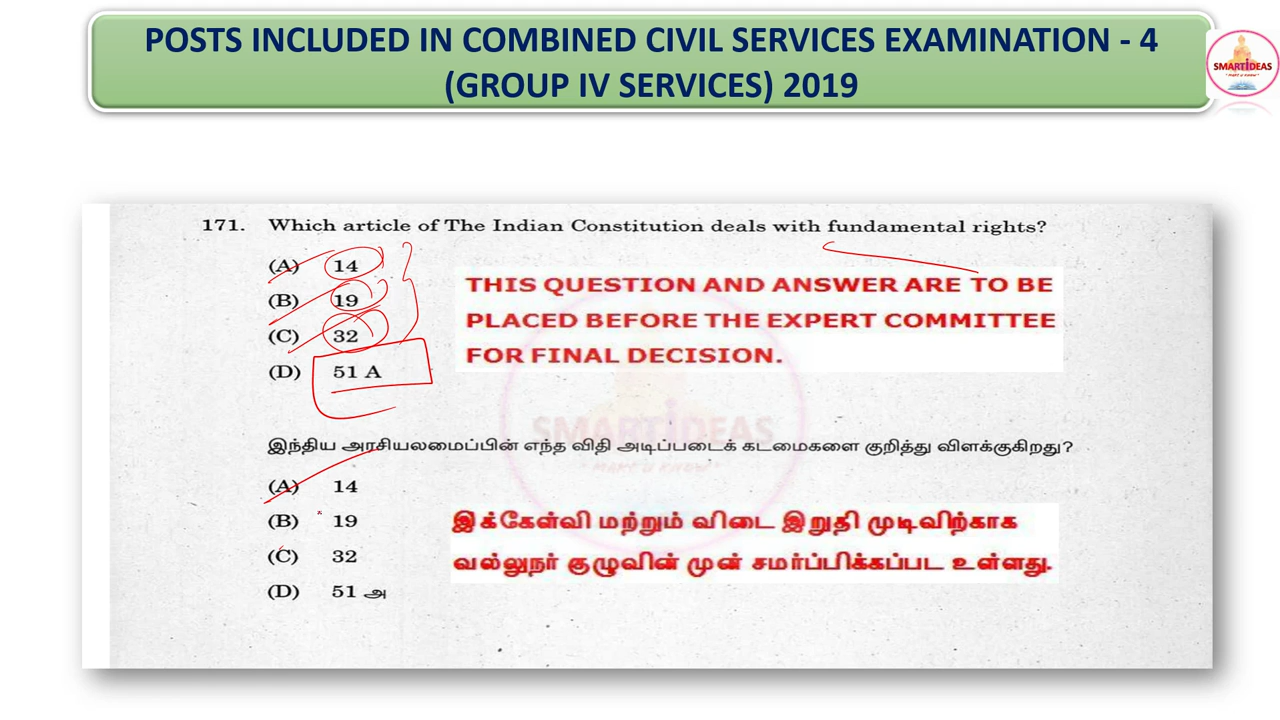 POSTS INCLUDED IN COMBINED CIVIL SERVICES EXAMINATION - 4
(GROUP IV SERVICES) 2019
SMARTIDEAS
171. Which article of The Indian Constitution deals with fundamental rights?
(A) 14
(B) 19
(C) 32
(D) 51 A
THIS QUESTION AND ANSWER ARE TO BE
PLACED BEFORE THE EXPERT COMMITTEE
FOR FINAL DECISION.
SMARTIDEAS
இந்திய அரசியலமைப்பின் எந்த விதி அடிப்படைக் கடமைகளை குறித்து விளக்குகிறது?
(A) 14
(B) 19
(C) 32
(D) 51 அ
இக்கேள்வி மற்றும் விடை இறுதி முடிவிற்காக
வல்லுநர் குழுவின் முன் சமர்ப்பிக்கப்பட உள்ளது.